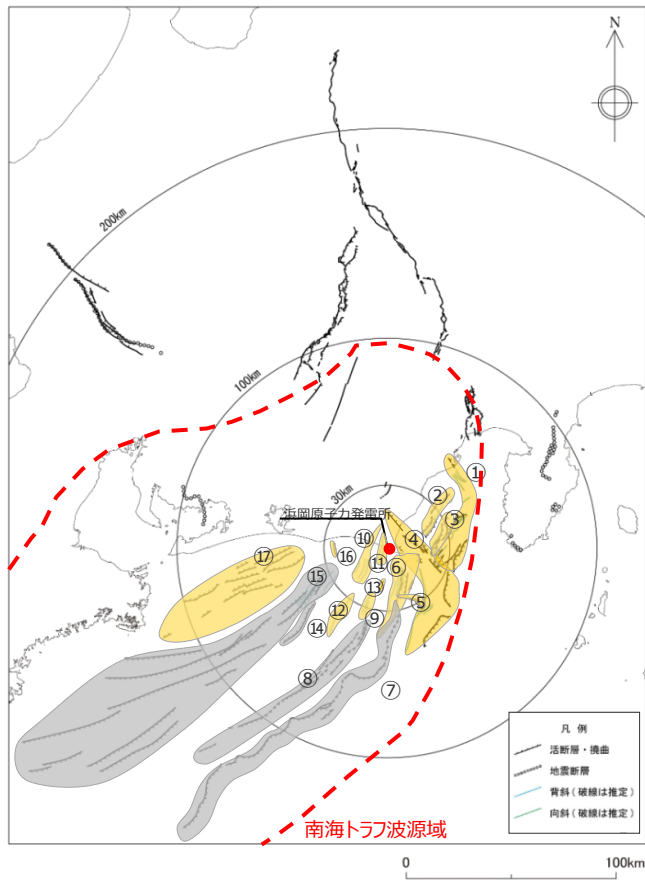 N
200km
100km
30km
浜岡原子力発電所
①
②
③
④
⑩
⑪
⑥
⑰
⑯
⑮
⑬
⑤
⑫
⑨
⑭
⑧
⑦
凡 例
活断層・撓曲
地震断層
背斜(破線は推定)
向斜(破線は推定)
南海トラフ波源域
0 100km